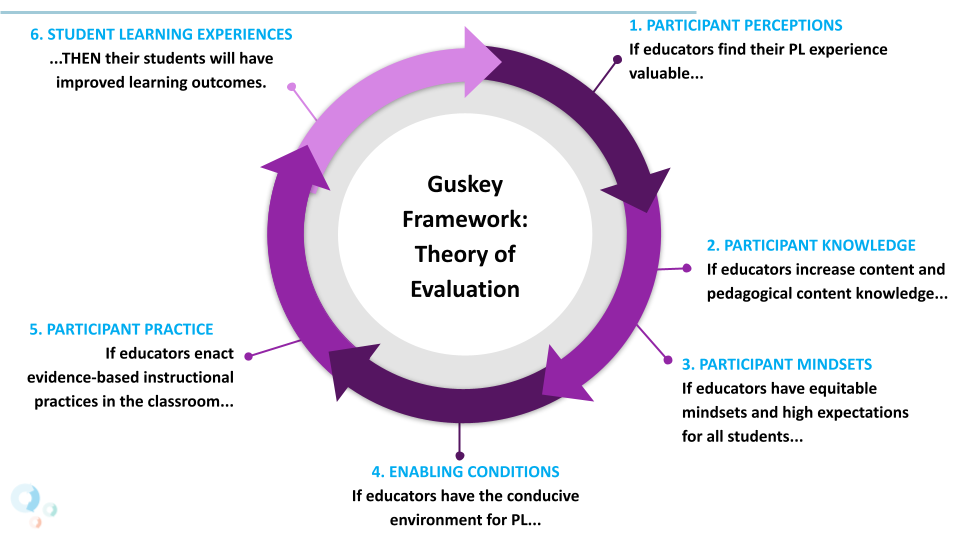 1. PARTICIPANT PERCEPTIONS
If educators find their PL experience
valuable...
2. PARTICIPANT KNOWLEDGE
If educators increase content and
pedagogical content knowledge...
3. PARTICIPANT MINDSETS
If educators have equitable
mindsets and high expectations
for all students...
4. ENABLING CONDITIONS
If educators have the conducive
environment for PL...
5. PARTICIPANT PRACTICE
If educators enact
evidence-based instructional
practices in the classroom...
6. STUDENT LEARNING EXPERIENCES
...THEN their students will have
improved learning outcomes.
Guskey
Framework:
Theory of
Evaluation